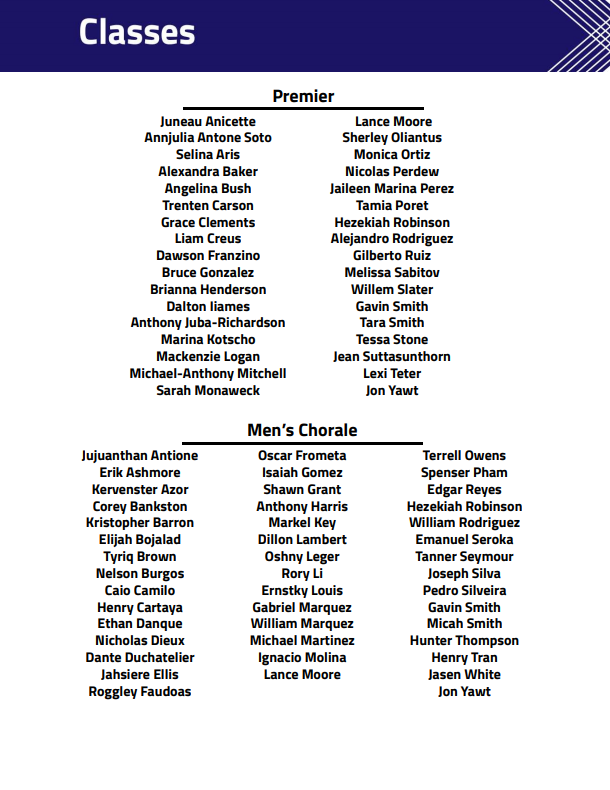 Classes
Premier
Juneau Anicette
Annjulia Antone Soto
Selina Aris
Alexandra Baker
Angelina Bush
Trenten Carson
Grace Clements
Liam Creus
Dawson Franzino
Bruce Gonzalez
Brianna Henderson
Dalton Iiames
Anthony Juba-Richardson
Marina Kotscho
Mackenzie Logan
Michael-Anthony Mitchell
Sarah Monaweck
Lance Moore
Sherley Oliantus
Monica Ortiz
Nicolas Perdew
Jaileen Marina Perez
Tamia Poret
Hezekiah Robinson
Alejandro Rodriguez
Gilberto Ruiz
Melissa Sabitov
Willem Slater
Gavin Smith
Tara Smith
Tessa Stone
Jean Suttasunthorn
Lexi Teter
Jon Yawt
Men’s Chorale
Jujuanthan Antione
Erik Ashmore
Kervenster Azor
Corey Bankston
Kristopher Barron
Elijah Bojalad
Tyriq Brown
Nelson Burgos
Caio Camilo
Henry Cartaya
Ethan Danque
Nicholas Dieux
Dante Duchatelier
Jahsiere Ellis
Roggley Faudoas
Oscar Frometa
Isaiah Gomez
Shawn Grant
Anthony Harris
Markel Key
Dillon Lambert
Oshny Leger
Rory Li
Ernstky Louis
Gabriel Marquez
William Marquez
Michael Martinez
Ignacio Molina
Lance Moore
Terrell Owens
Spenser Pham
Edgar Reyes
Hezekiah Robinson
William Rodriguez
Emanuel Seroka
Tanner Seymour
Joseph Silva
Pedro Silveira
Gavin Smith
Micah Smith
Hunter Thompson
Henry Tran
Jasen White
Jon Yawt